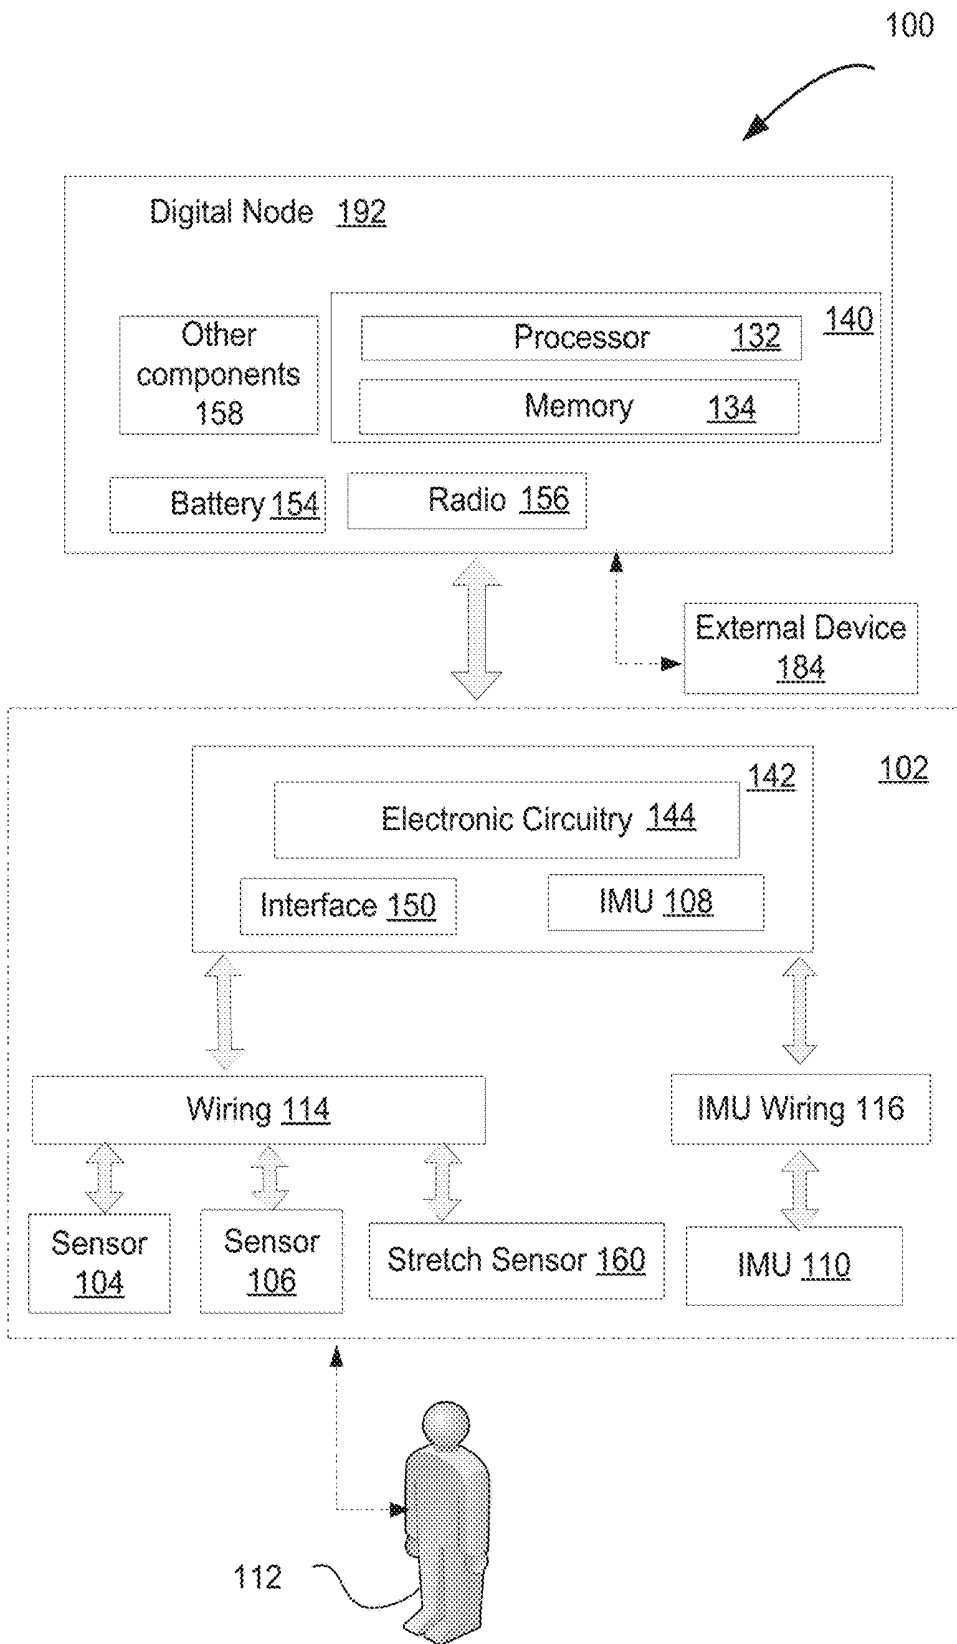 100
Digital Node 192
Other
components
158
Processor 132
140
Memory 134
Battery 154
Radio 156
External Device
184
102
142
Electronic Circuitry 144
Interface 150
IMU 108
Wiring 114
IMU Wiring 116
Sensor
104
Sensor
106
Stretch Sensor 160
IMU 110
112